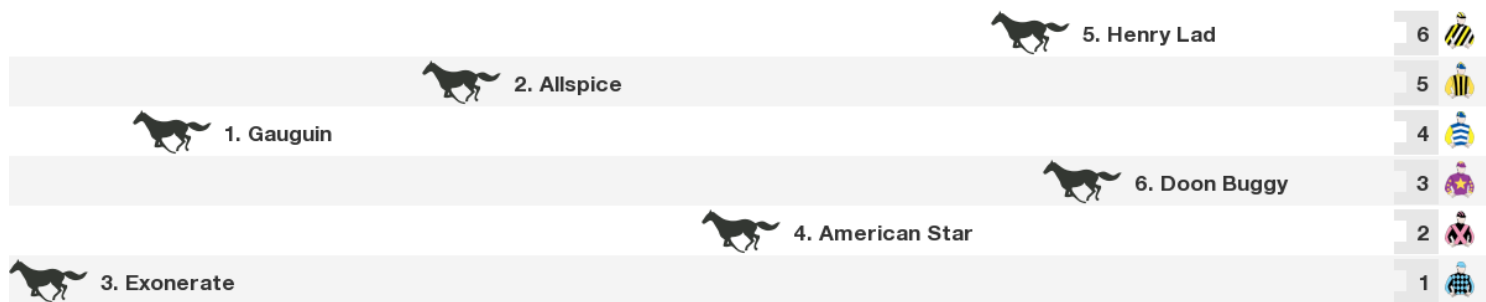 5. Henry Lad 6
2. Allspice 5
1. Gauguin 4
6. Doon Buggy 3
4. American Star 2
3. Exonerate 1